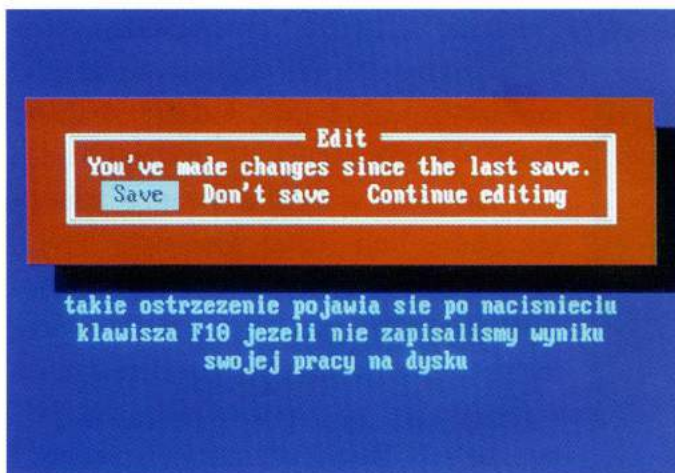 Edit
You've made changes since the last save.
Save Don't save Continue editing
takie ostrzezenie pojawia sie po nacisnieciu
klawisza F10 jezeli nie zapisalismy wyniku
swojej pracy na dysku